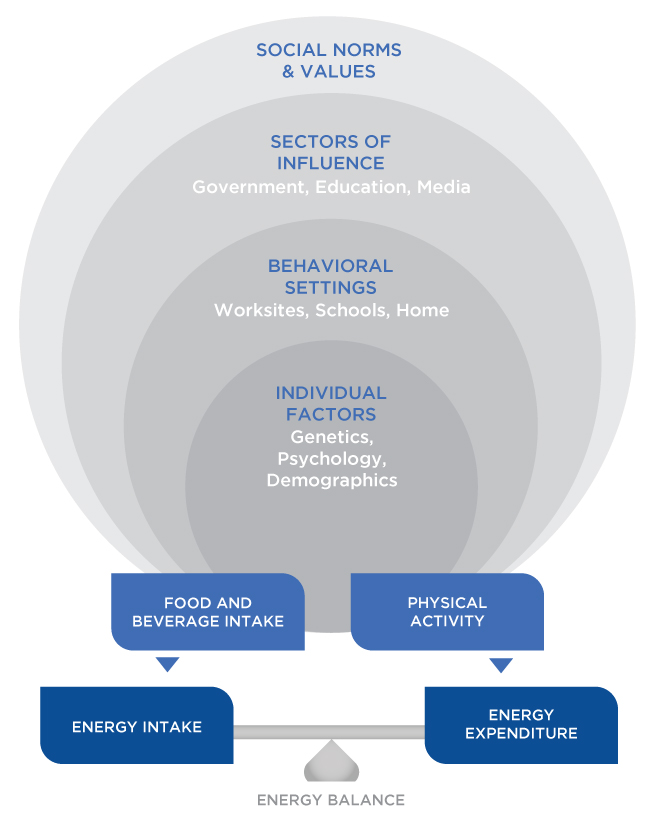 SOCIAL NORMS
& VALUES
SECTORS OF
INFLUENCE
Government, Education, Media
BEHAVIORAL
SETTINGS
Worksites, Schools, Home
INDIVIDUAL
FACTORS
Genetics,
Psychology,
Demographics
FOOD AND
BEVERAGE INTAKE
PHYSICAL
ACTIVITY
ENERGY INTAKE
ENERGY
EXPENDITURE
ENERGY BALANCE